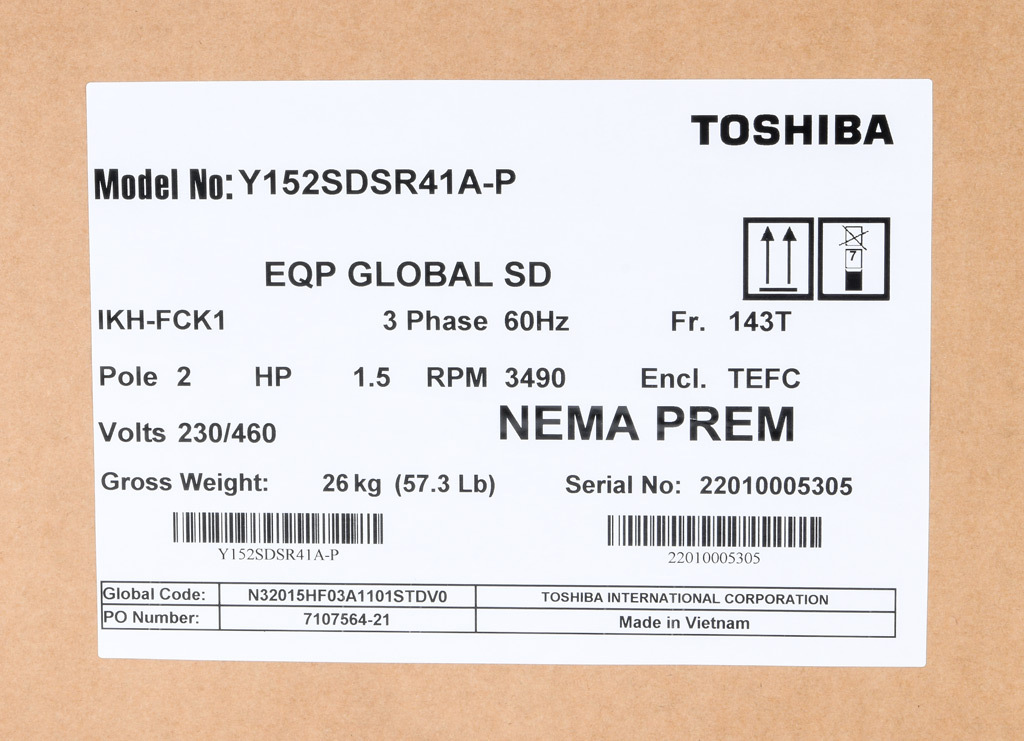 TOSHIBA
Model No: Y152SDSR41A-P
7
EQP GLOBAL SD
IKH-FCK1 3 Phase 60Hz Fr. 143T
Pole 2 HP 1.5 RPM 3490 Encl. TEFC
Volts 230/460 NEMA PREM
Gross Weight: 26 kg (57.3 Lb) Serial No: 22010005305
Y152SDSR41A-P 22010005305
Global Code: N32015HF03A1101STDV0 TOSHIBA INTERNATIONAL CORPORATION
PO Number: 7107564-21 Made in Vietnam